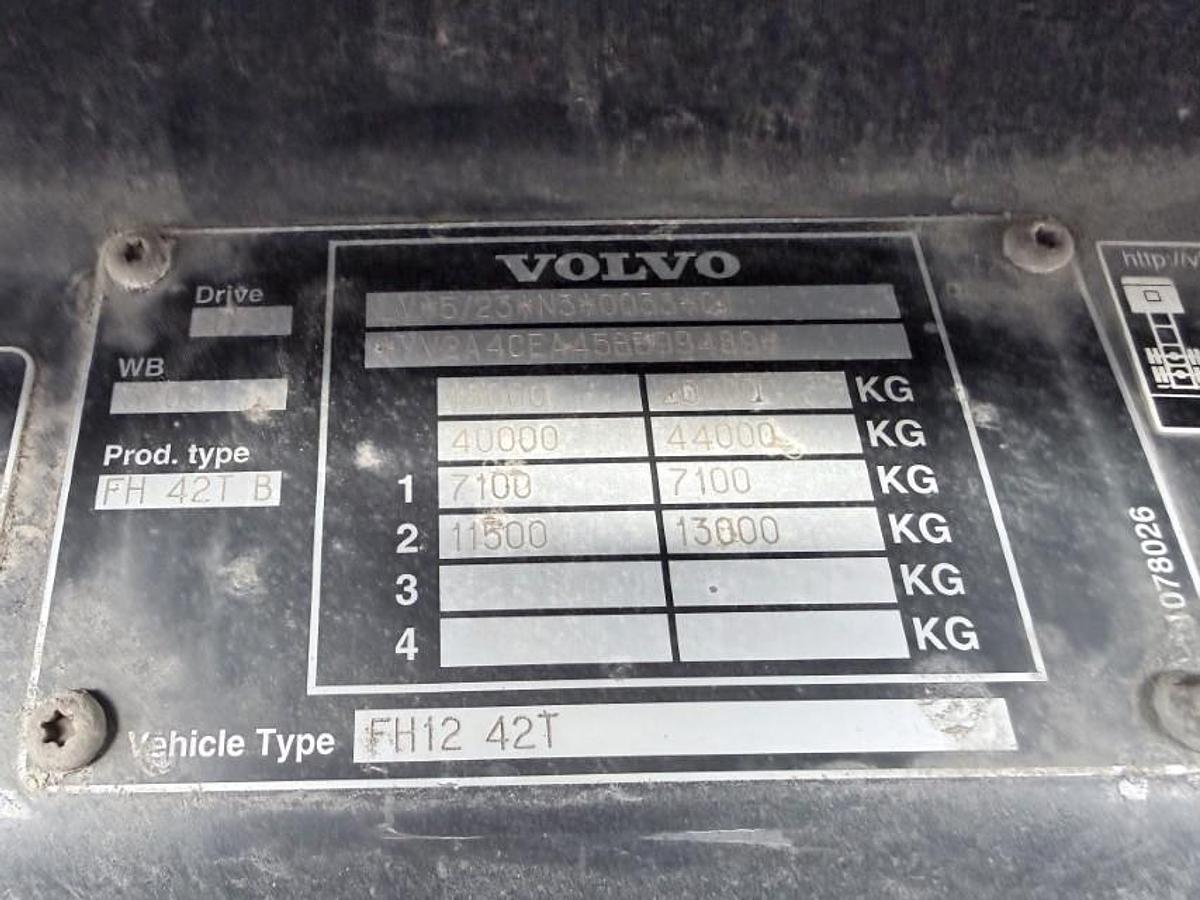 VOLVO
Drive
WB
KG
40000 44000 KG
Prod. type
FH 42T B
1 7100 7100 KG
2 11500 13000 KG
3 KG
4 KG
Vehicle Type FH12 42T
http://v
1078026